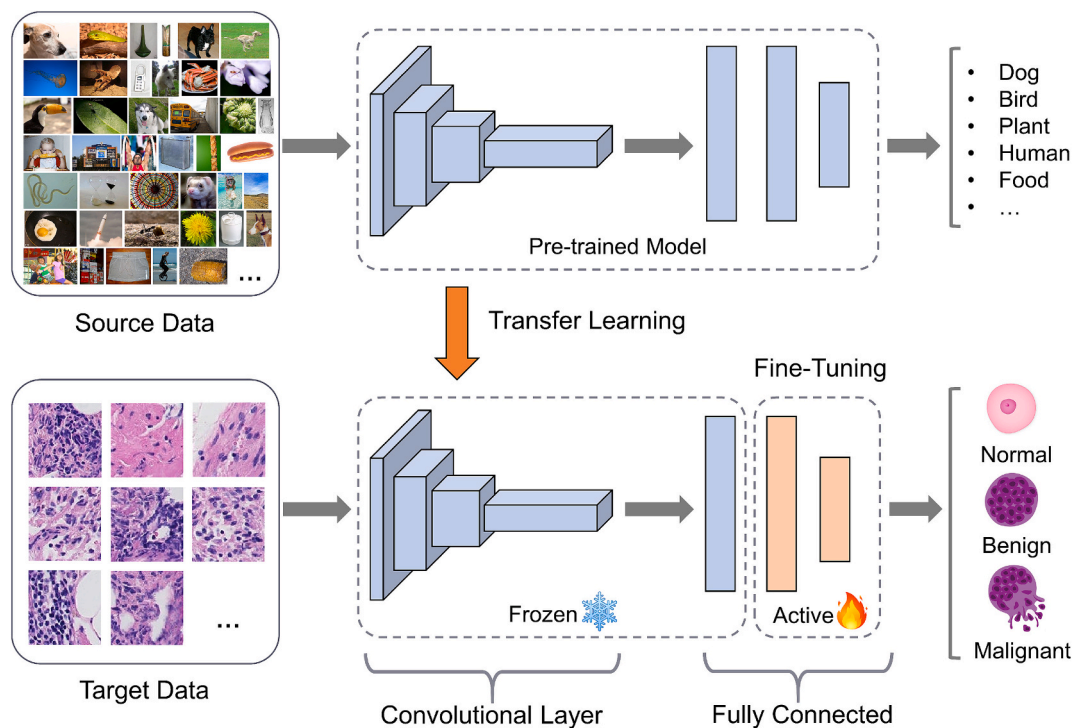 • Dog
• Bird
• Plant
• Human
• Food
• …
...
Pre-trained Model
Source Data
Transfer Learning
Fine-Tuning
Normal
Benign
...
Frozen
Active
Malignant
Target Data
Convolutional Layer
Fully Connected